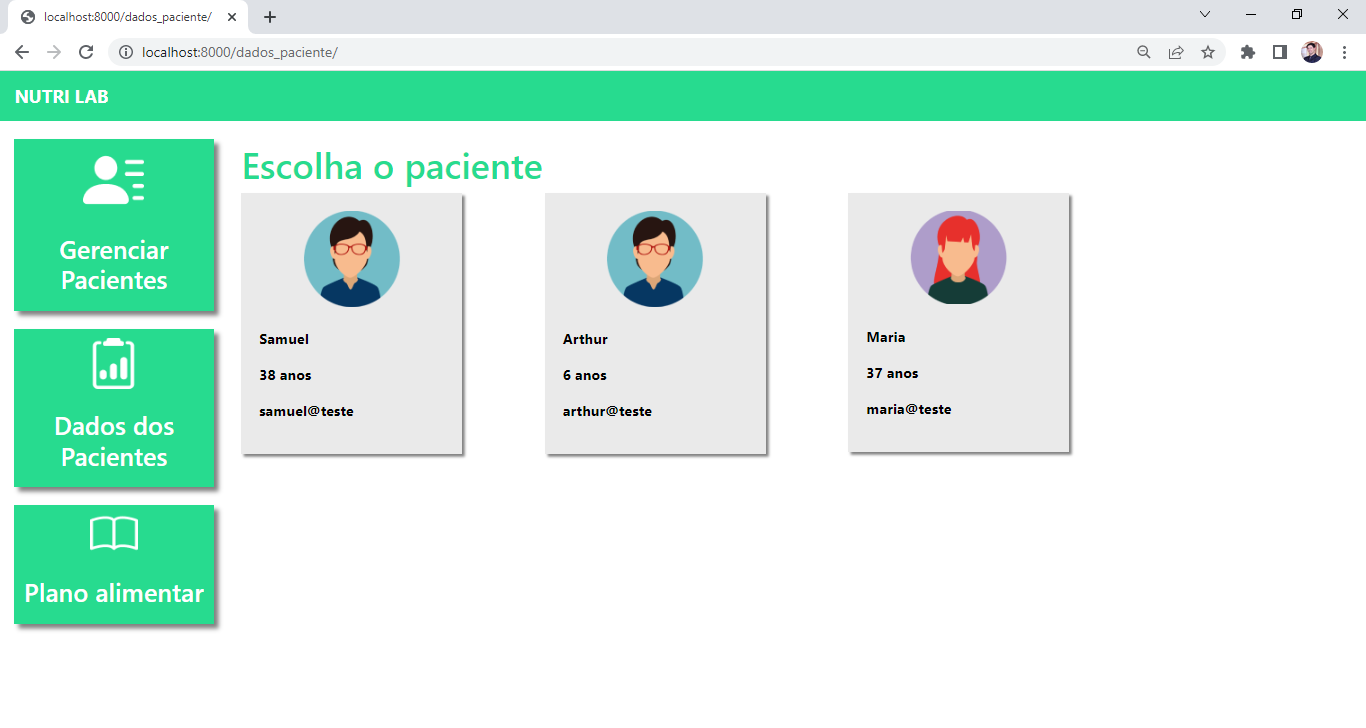 localhost:8000/dados_paciente/
localhost:8000/dados_paciente/
NUTRI LAB
Gerenciar
Pacientes
Dados dos
Pacientes
Plano alimentar
Escolha o paciente
Samuel
38 anos
samuel@teste
Arthur
6 anos
arthur@teste
Maria
37 anos
maria@teste